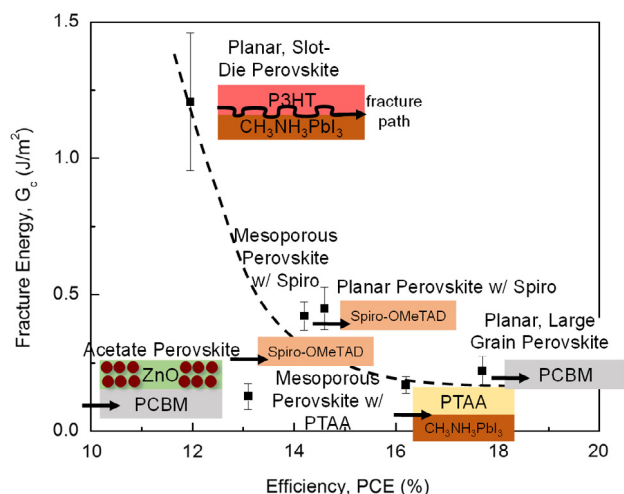 Fracture Energy, G_c (J/m²)
1.5
1.0
0.5
0.0
Planar, Slot-
Die Perovskite
P3HT
CH₃NH₃PbI₃
fracture
path
Mesoporous
Perovskite
w/ Spiro
Planar Perovskite w/ Spiro
Spiro-OMeTAD
Planar, Large
Grain Perovskite
PCBM
Acetate Perovskite
Spiro-OMeTAD
ZnO
PCBM
Mesoporous
Perovskite w/
PTAA
PTAA
CH₃NH₃PbI₃
10
12
14
16
18
20
Efficiency, PCE (%)